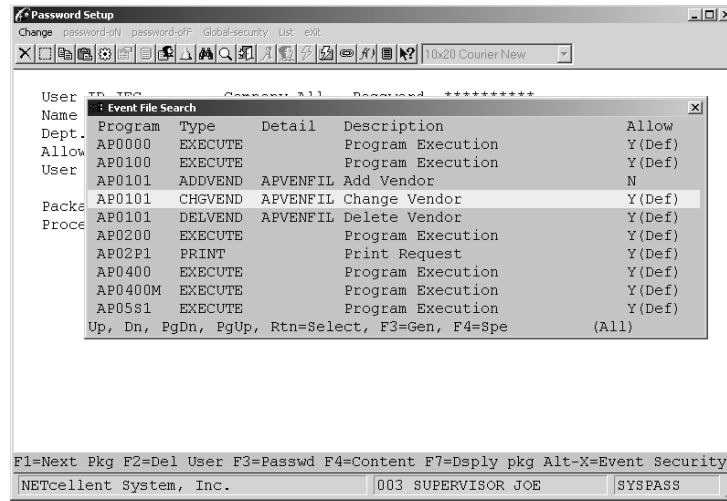 Password Setup
Change password-oN password-ofF Global-security List eXit
10x20 Courier New
User
Event File Search
Name
Program Type Detail Description Allow
Dept.
AP0000 EXECUTE Program Execution Y(Def)
Allow
AP0100 EXECUTE Program Execution Y(Def)
User
AP0101 ADDVEND APVENFIL Add Vendor N
AP0101 CHGVEND APVENFIL Change Vendor Y(Def)
Packa
AP0101 DELVEND APVENFIL Delete Vendor Y(Def)
Proce
AP0200 EXECUTE Program Execution Y(Def)
AP02P1 PRINT Print Request Y(Def)
AP0400 EXECUTE Program Execution Y(Def)
AP0400M EXECUTE Program Execution Y(Def)
AP05S1 EXECUTE Program Execution Y(Def)
Up, Dn, PgDn, PgUp, Rtn=Select, F3=Gen, F4=Spe (All)
F1=Next Pkg F2=Del User F3=Passwd F4=Content F7=Dsply pkg Alt-X=Event Security
NETcellent System, Inc. 003 SUPERVISOR JOE SYSPASS